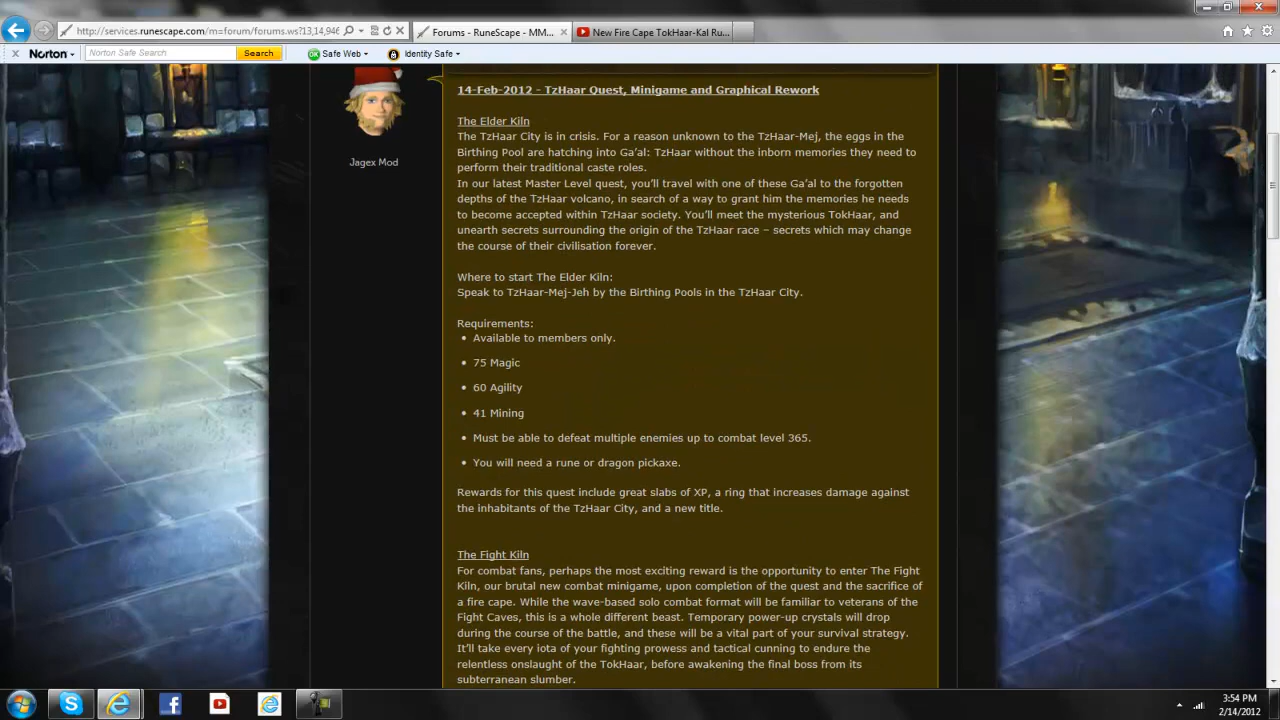 http://services.runescape.com/m=forum/forums.ws?13,14,946
Forums - RuneScape - MM...
New Fire Cape TokHaar-Kal Ru...
Norton
Norton Safe Search
Search
OK
Safe Web
Identity Safe
14-Feb-2012 - TzHaar Quest, Minigame and Graphical Rework
Jagex Mod
The Elder Kiln
The TzHaar City is in crisis. For a reason unknown to the TzHaar-Mej, the eggs in the
Birthing Pool are hatching into Ga'al: TzHaar without the inborn memories they need to
perform their traditional caste roles.
In our latest Master Level quest, you'll travel with one of these Ga'al to the forgotten
depths of the TzHaar volcano, in search of a way to grant him the memories he needs
to become accepted within TzHaar society. You'll meet the mysterious TokHaar, and
unearth secrets surrounding the origin of the TzHaar race – secrets which may change
the course of their civilisation forever.
Where to start The Elder Kiln:
Speak to TzHaar-Mej-Jeh by the Birthing Pools in the TzHaar City.
Requirements:
• Available to members only.
• 75 Magic
• 60 Agility
• 41 Mining
• Must be able to defeat multiple enemies up to combat level 365.
• You will need a rune or dragon pickaxe.
Rewards for this quest include great slabs of XP, a ring that increases damage against
the inhabitants of the TzHaar City, and a new title.
The Fight Kiln
For combat fans, perhaps the most exciting reward is the opportunity to enter The Fight
Kiln, our brutal new combat minigame, upon completion of the quest and the sacrifice of
a fire cape. While the wave-based solo combat format will be familiar to veterans of the
Fight Caves, this is a whole different beast. Temporary power-up crystals will drop
during the course of the battle, and these will be a vital part of your survival strategy.
It'll take every iota of your fighting prowess and tactical cunning to endure the
relentless onslaught of the TokHaar, before awakening the final boss from its
subterranean slumber.
3:54 PM
2/14/2012